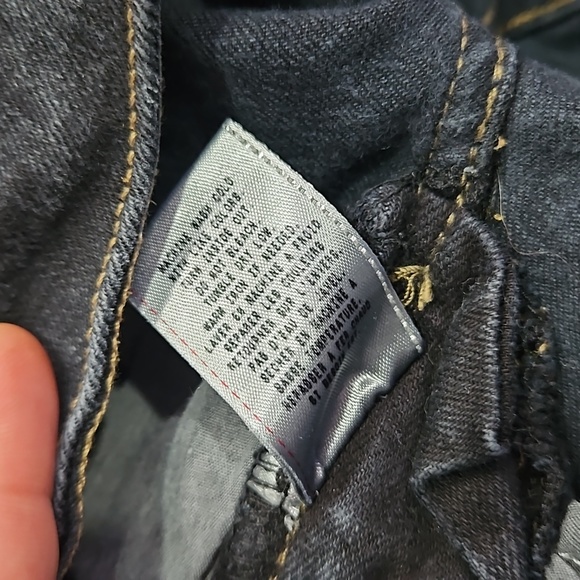 MACHINE WASH COLD
WITH LIKE COLORS
TURN INSIDE OUT
DO NOT BLEACH
TUMBLE DRY LOW
WARM IRON IF NEEDED.
LAVER EN MACHINE A FROID
SEPARER LES COULEURS
RETOURNER SUR L'ENVERS.
PAS D'EAU DE JAVEL.
SECHER EN MACHINE A
BASSE TEMPERATURE.
REPASSER A FER CHAUD